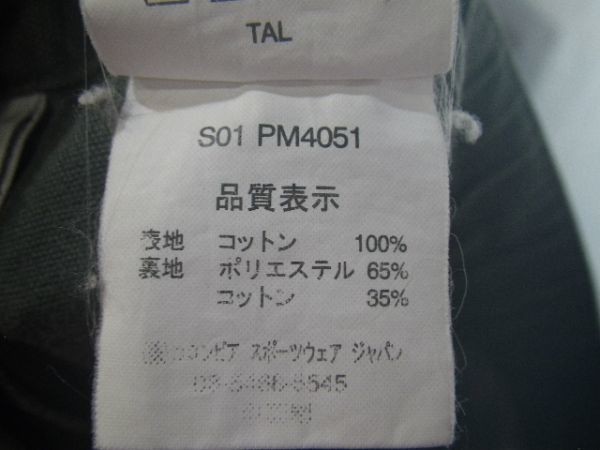 TAL
S01 PM4051
品質表示
表地 コットン 100%
裏地 ポリエステル 65%
コットン 35%
㈱コロンビア スポーツウェア ジャパン